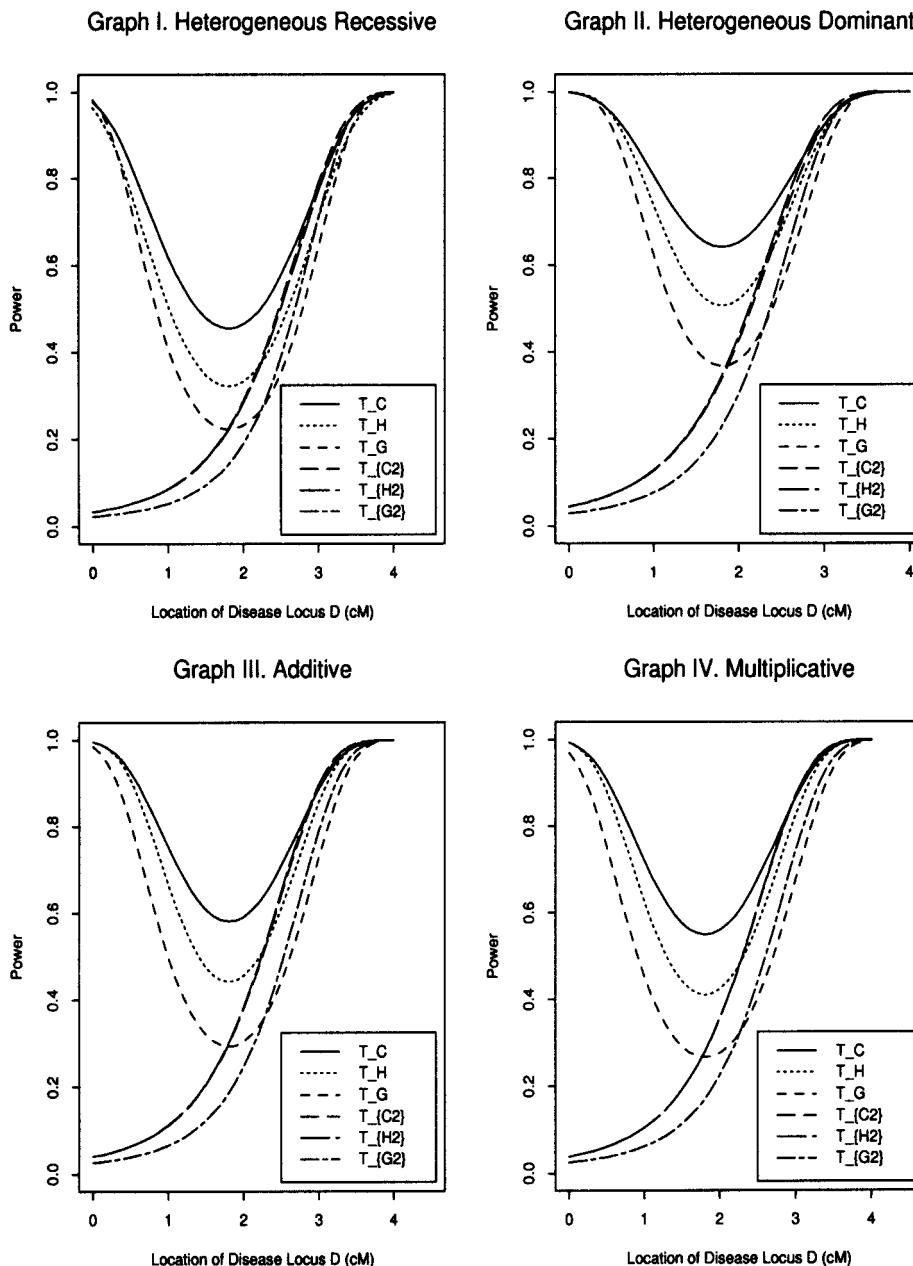 Graph I. Heterogeneous Recessive
Power
0.0
0.2
0.4
0.6
0.8
1.0
T_C
T_H
T_G
T_{C2}
T_{H2}
T_{G2}
0 1 2 3 4
Location of Disease Locus D (cM)
Graph II. Heterogeneous Dominant
Power
0.0
0.2
0.4
0.6
0.8
1.0
T_C
T_H
T_G
T_{C2}
T_{H2}
T_{G2}
0 1 2 3 4
Location of Disease Locus D (cM)
Graph III. Additive
Power
0.0
0.2
0.4
0.6
0.8
1.0
T_C
T_H
T_G
T_{C2}
T_{H2}
T_{G2}
0 1 2 3 4
Location of Disease Locus D (cM)
Graph IV. Multiplicative
Power
0.0
0.2
0.4
0.6
0.8
1.0
T_C
T_H
T_G
T_{C2}
T_{H2}
T_{G2}
0 1 2 3 4
Location of Disease Locus D (cM)